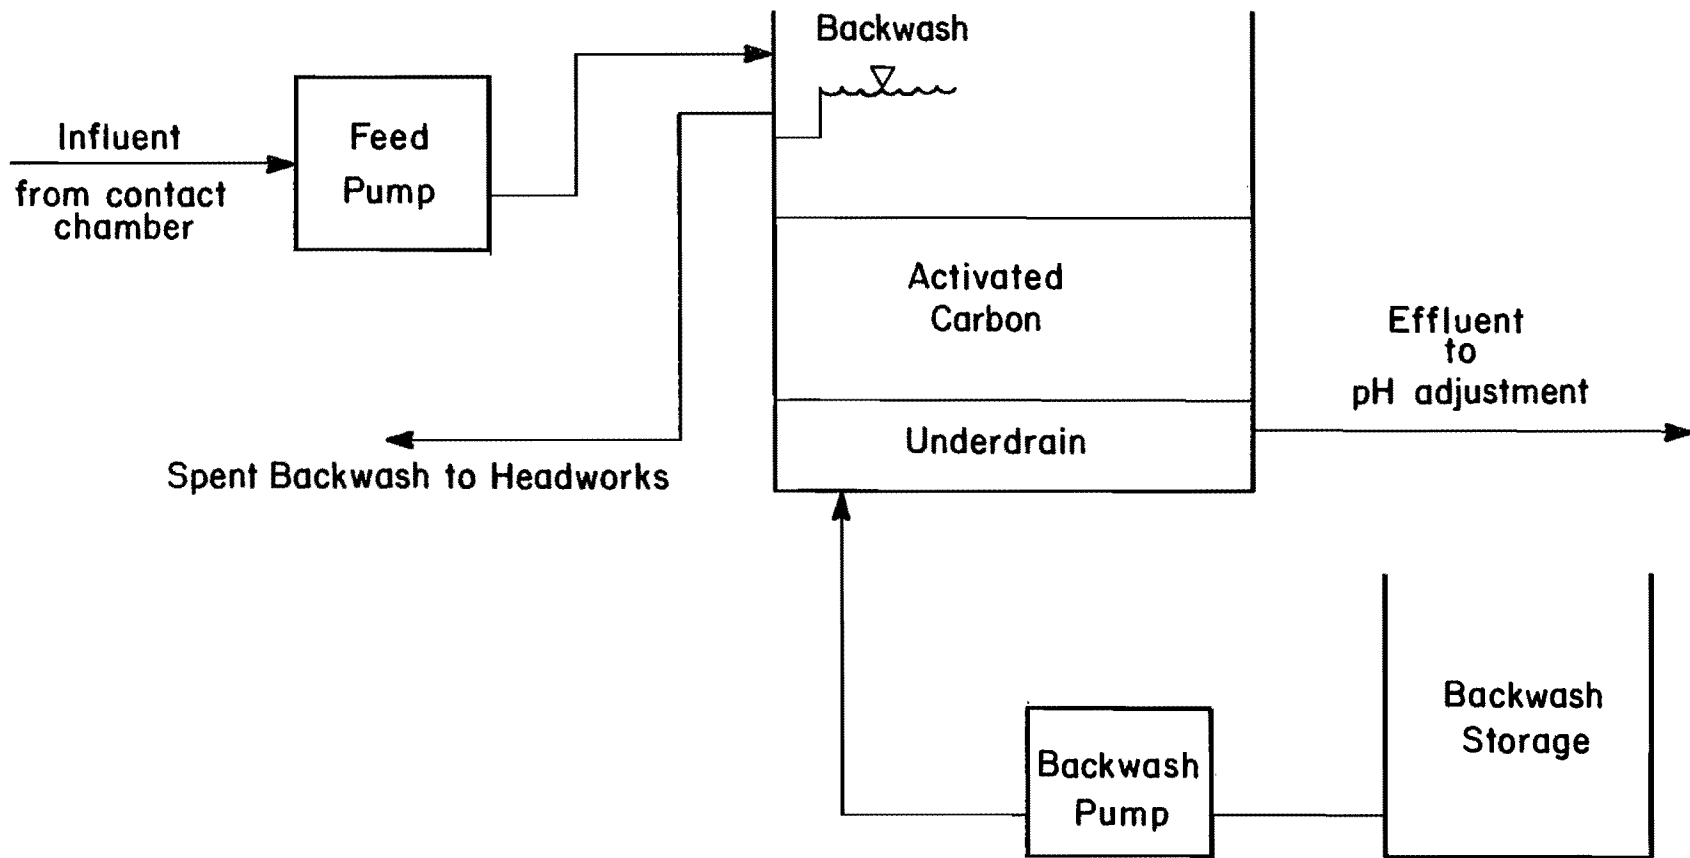 Backwash
Influent
from contact
chamber
Feed
Pump
Activated
Carbon
Underdrain
Effluent
to
pH adjustment
Spent Backwash to Headworks
Backwash
Pump
Backwash
Storage